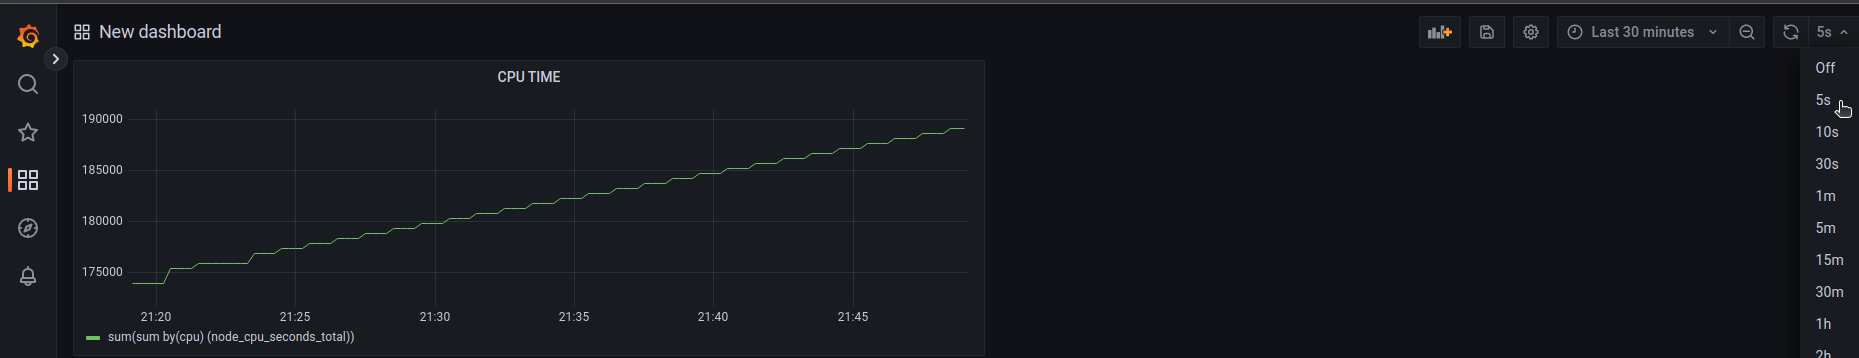 New dashboard
Last 30 minutes
5s
CPU TIME
190000
185000
180000
175000
21:20 21:25 21:30 21:35 21:40 21:45
sum(sum by(cpu) (node_cpu_seconds_total))
Off
5s
10s
30s
1m
5m
15m
30m
1h
2h